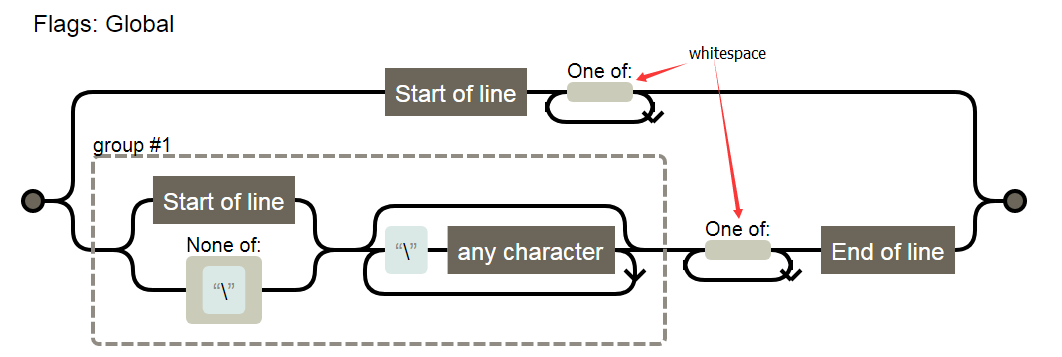 Flags: Global
whitespace
One of:
Start of line
group #1
Start of line
None of:
“\”
“\”
any character
One of:
End of line